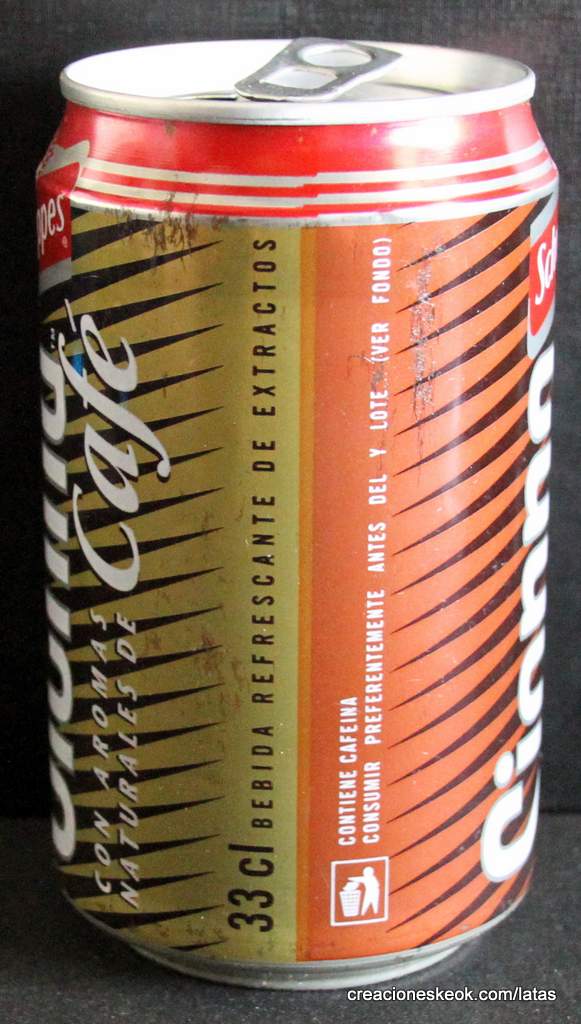 Café
CON AROMAS
NATURALES DE
33 cl BEBIDA REFRESCANTE DE EXTRACTOS
CONTIENE CAFEINA
CONSUMIR PREFERENTEMENTE ANTES DEL Y LOTE (VER FONDO)
creacioneskeok.com/latas